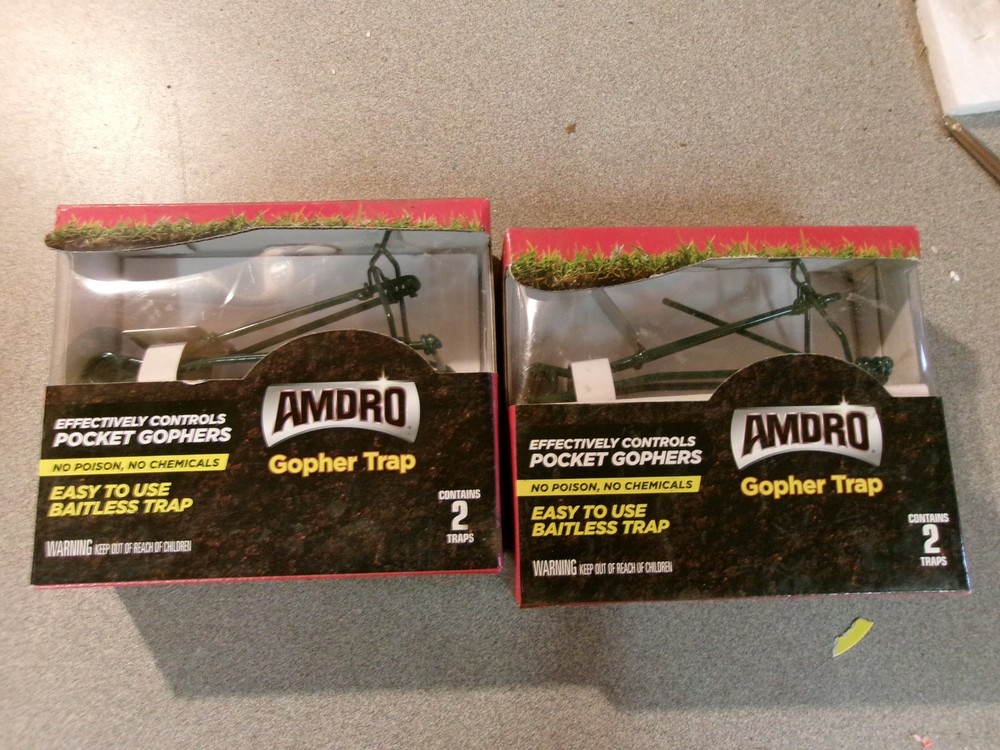 EFFECTIVELY CONTROLS
POCKET GOPHERS
NO POISON, NO CHEMICALS
EASY TO USE
BAITLESS TRAP
WARNING KEEP OUT OF REACH OF CHILDREN
AMDRO
Gopher Trap
CONTAINS
2
TRAPS
EFFECTIVELY CONTROLS
POCKET GOPHERS
NO POISON, NO CHEMICALS
EASY TO USE
BAITLESS TRAP
WARNING KEEP OUT OF REACH OF CHILDREN
AMDRO
Gopher Trap
CONTAINS
2
TRAPS